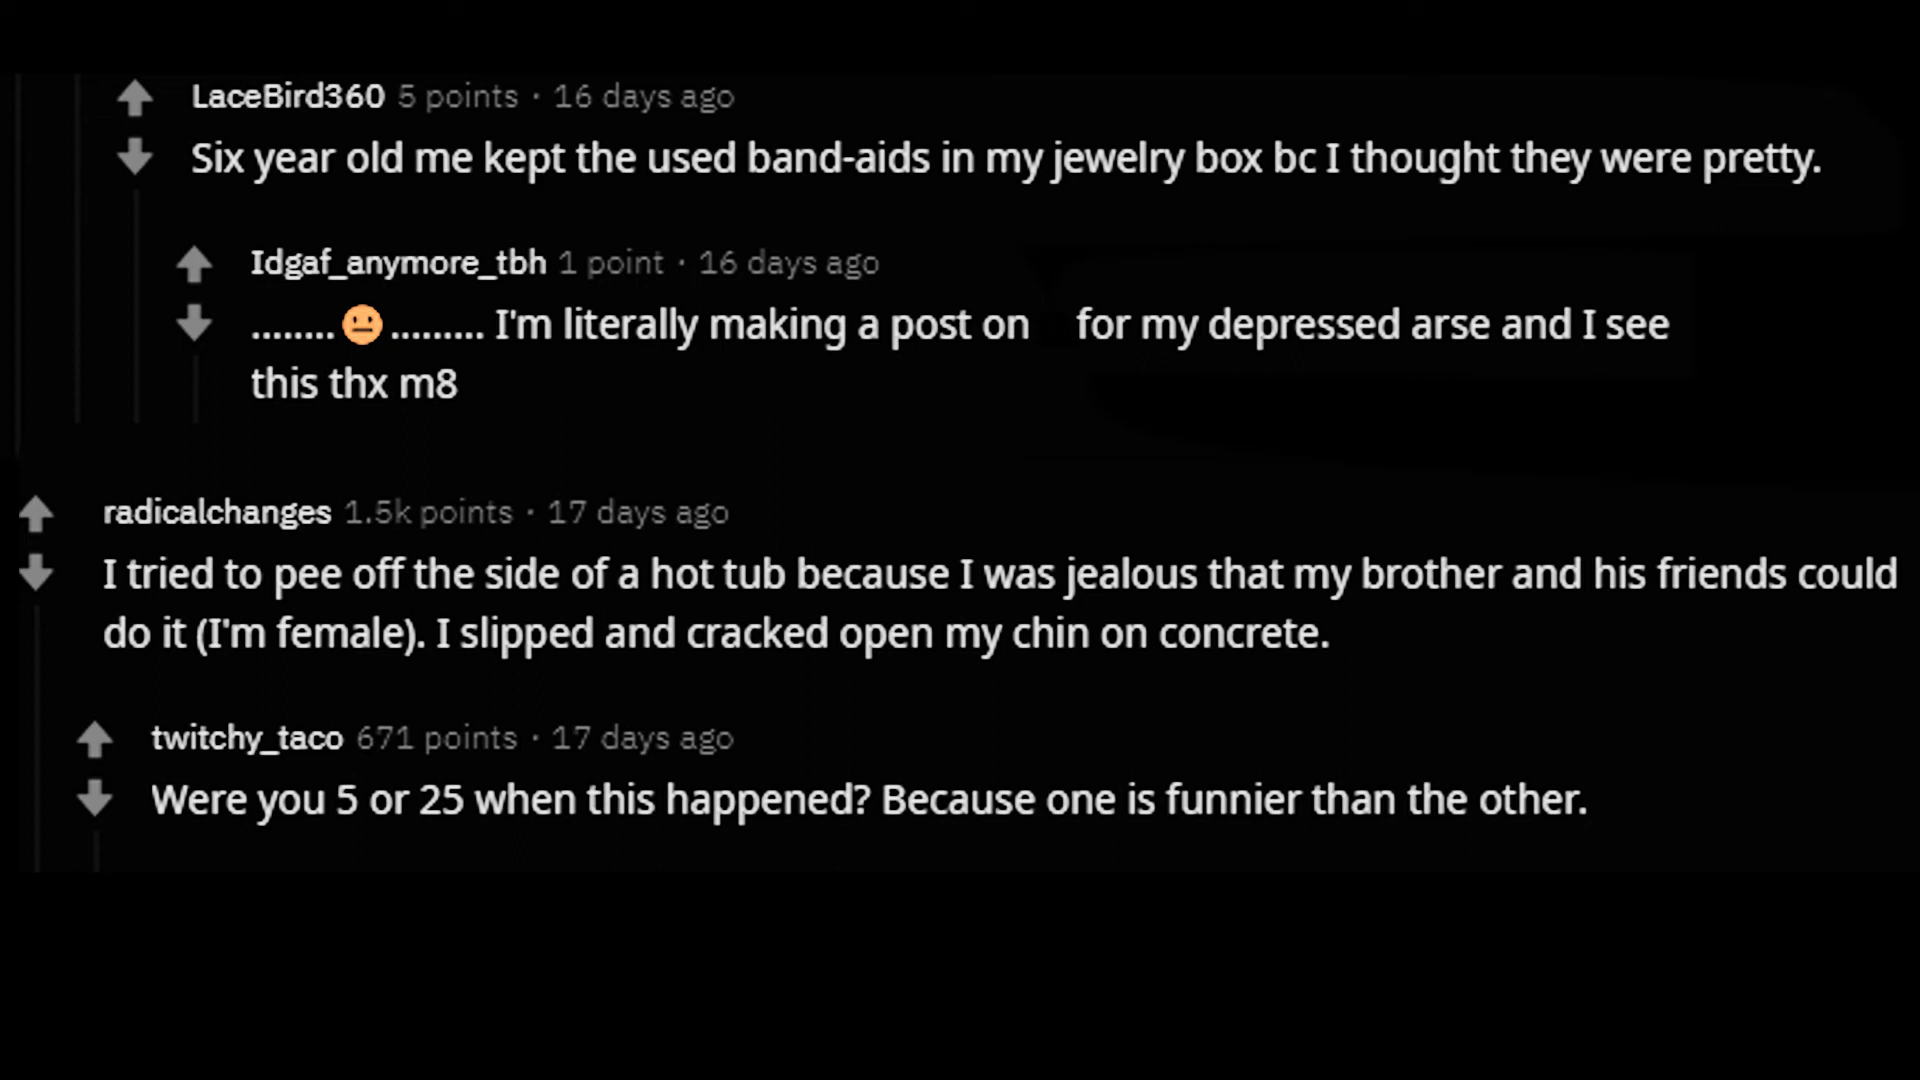 LaceBird360 5 points · 16 days ago
Six year old me kept the used band-aids in my jewelry box bc I thought they were pretty.
Idgaf_anymore_tbh 1 point · 16 days ago
........😐......... I'm literally making a post on for my depressed arse and I see
this thx m8
radicalchanges 1.5k points · 17 days ago
I tried to pee off the side of a hot tub because I was jealous that my brother and his friends could
do it (I'm female). I slipped and cracked open my chin on concrete.
twitchy_taco 671 points · 17 days ago
Were you 5 or 25 when this happened? Because one is funnier than the other.